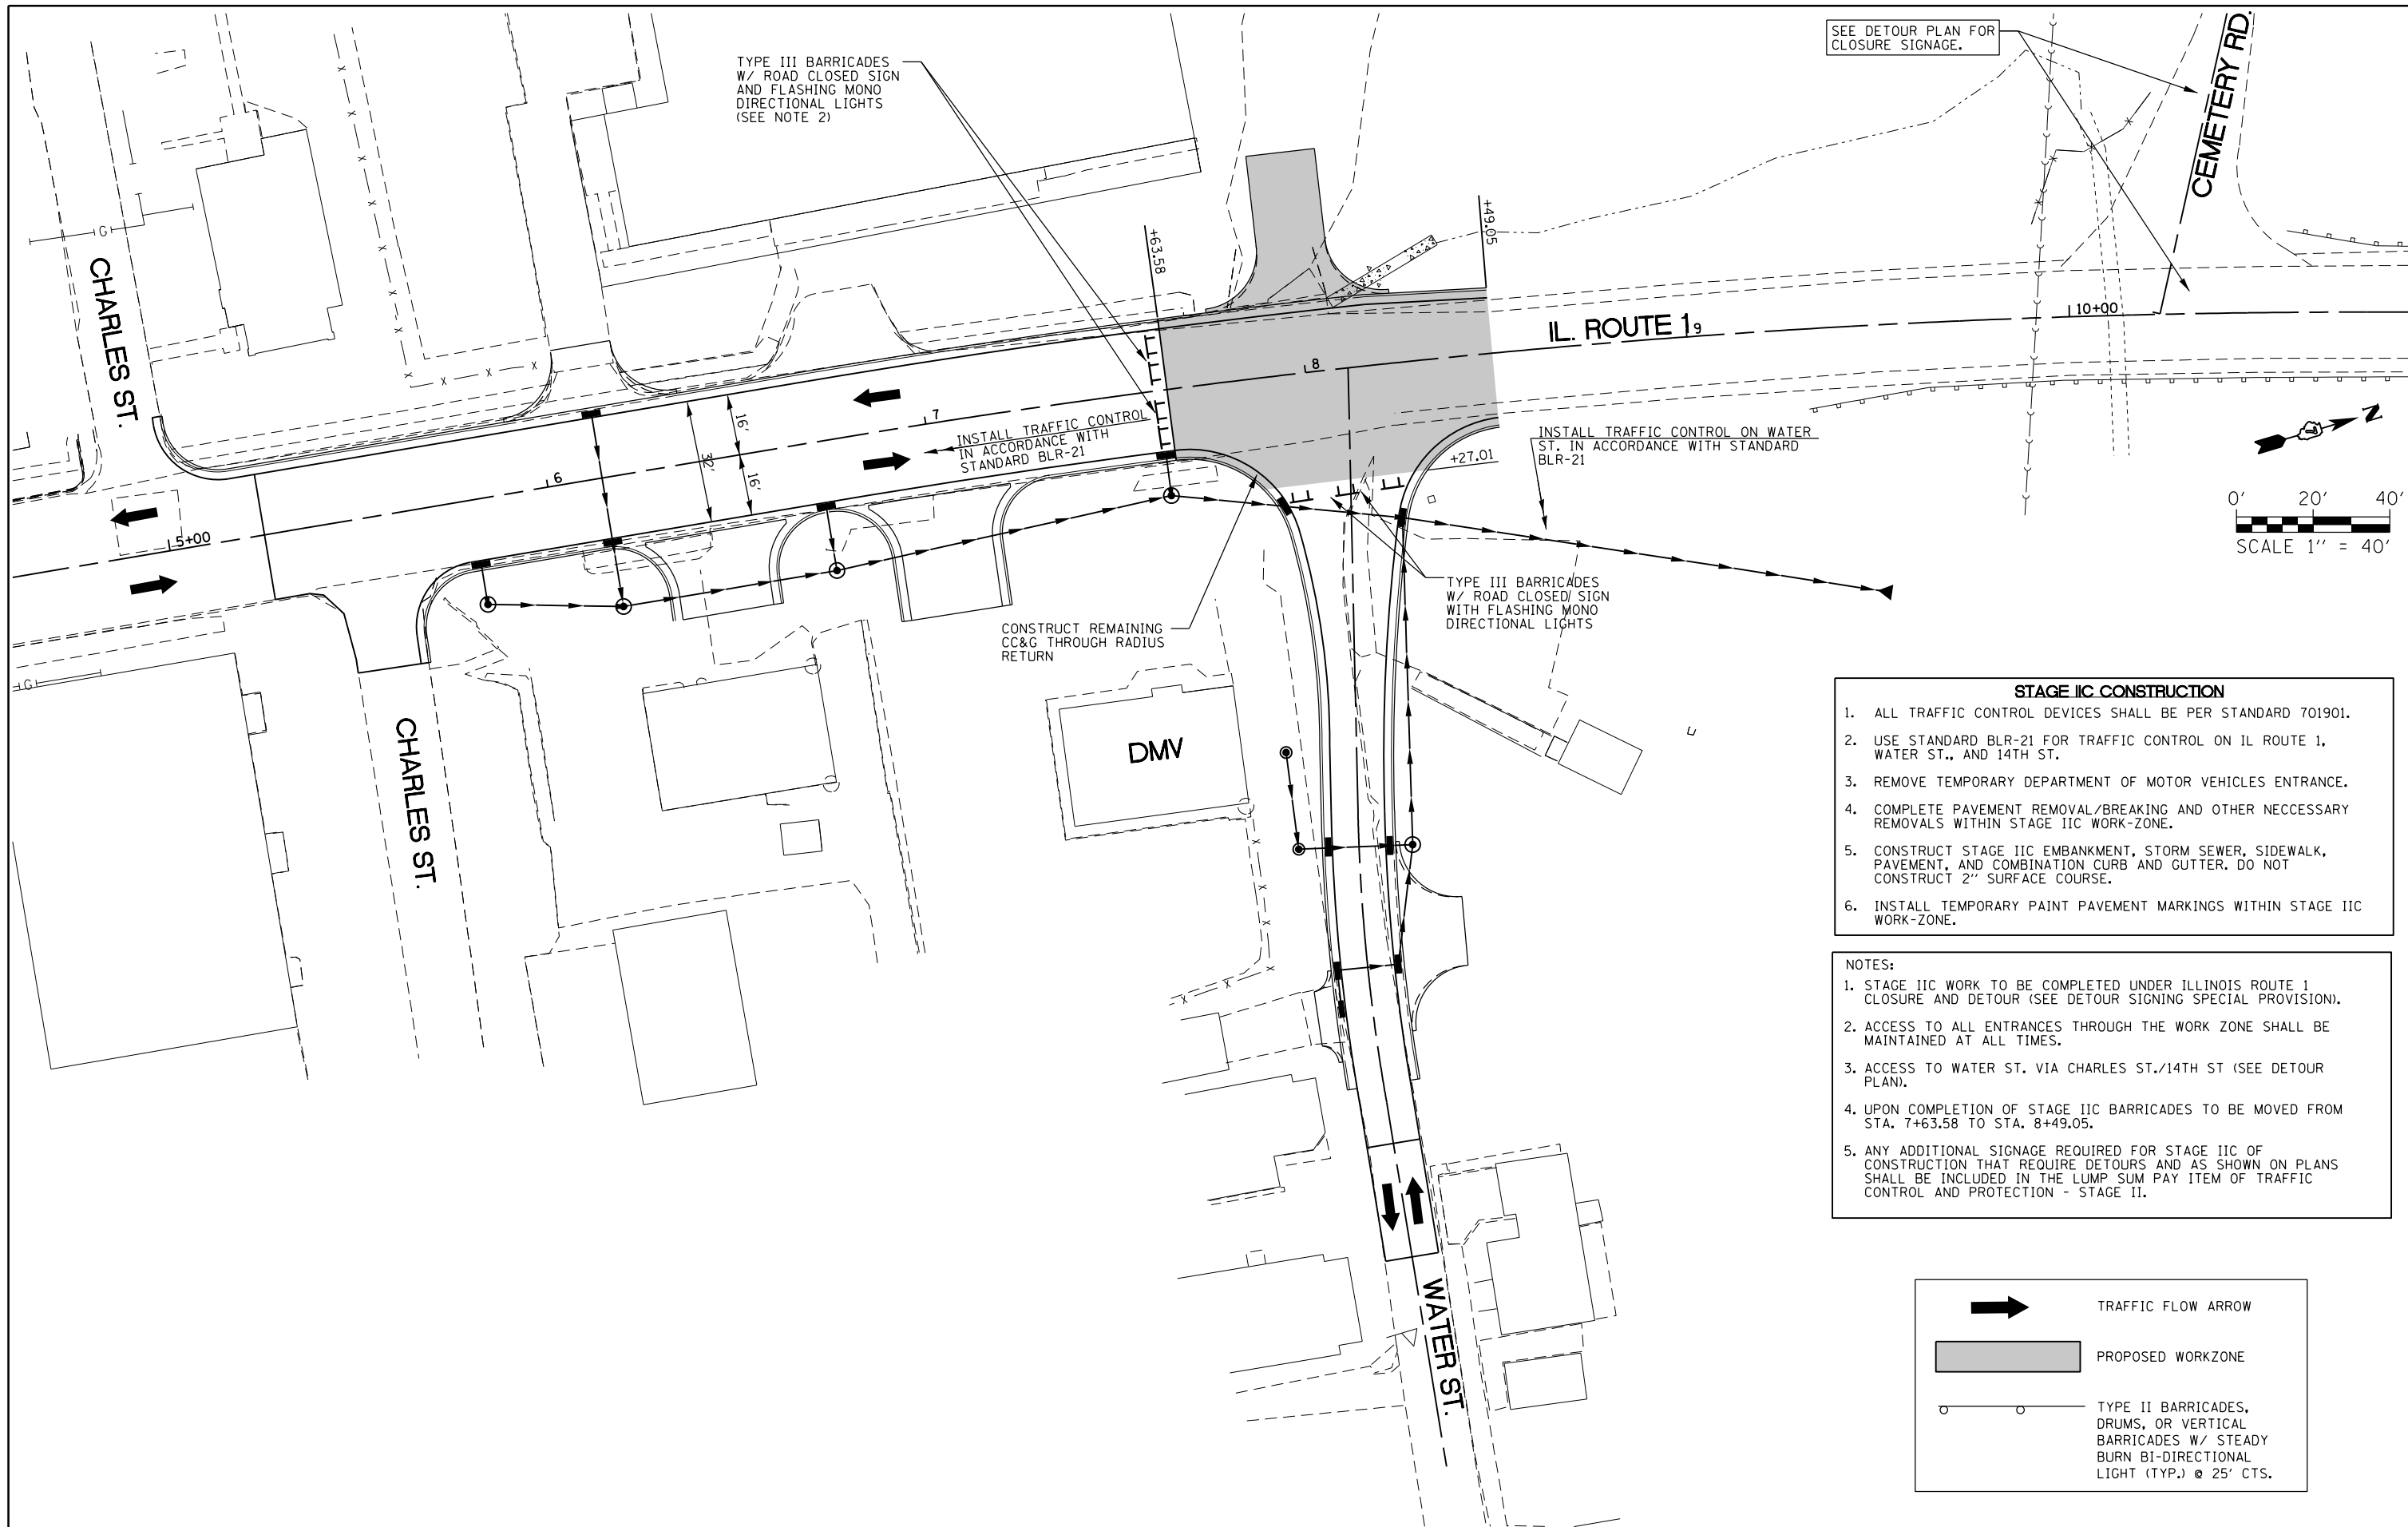 TYPE III BARRICADES
W/ ROAD CLOSED SIGN
AND FLASHING MONO
DIRECTIONAL LIGHTS
(SEE NOTE 2)
SEE DETOUR PLAN FOR
CLOSURE SIGNAGE.
CEMETERY RD.
CHARLES ST.
G
+63.58
+49.05
IL. ROUTE 1
9
10+00
8
7
6
5+00
16'
16'
32'
INSTALL TRAFFIC CONTROL
IN ACCORDANCE WITH
STANDARD BLR-21
INSTALL TRAFFIC CONTROL ON WATER
ST. IN ACCORDANCE WITH STANDARD
BLR-21
+27.01
N
0' 20' 40'
SCALE 1'' = 40'
TYPE III BARRICADES
W/ ROAD CLOSED SIGN
WITH FLASHING MONO
DIRECTIONAL LIGHTS
CONSTRUCT REMAINING
CC&G THROUGH RADIUS
RETURN
G
CHARLES ST.
DMV
WATER ST.
STAGE IIC CONSTRUCTION
1. ALL TRAFFIC CONTROL DEVICES SHALL BE PER STANDARD 701901.
2. USE STANDARD BLR-21 FOR TRAFFIC CONTROL ON IL ROUTE 1,
WATER ST., AND 14TH ST.
3. REMOVE TEMPORARY DEPARTMENT OF MOTOR VEHICLES ENTRANCE.
4. COMPLETE PAVEMENT REMOVAL/BREAKING AND OTHER NECCESSARY
REMOVALS WITHIN STAGE IIC WORK-ZONE.
5. CONSTRUCT STAGE IIC EMBANKMENT, STORM SEWER, SIDEWALK,
PAVEMENT, AND COMBINATION CURB AND GUTTER. DO NOT
CONSTRUCT 2'' SURFACE COURSE.
6. INSTALL TEMPORARY PAINT PAVEMENT MARKINGS WITHIN STAGE IIC
WORK-ZONE.
NOTES:
1. STAGE IIC WORK TO BE COMPLETED UNDER ILLINOIS ROUTE 1
CLOSURE AND DETOUR (SEE DETOUR SIGNING SPECIAL PROVISION).
2. ACCESS TO ALL ENTRANCES THROUGH THE WORK ZONE SHALL BE
MAINTAINED AT ALL TIMES.
3. ACCESS TO WATER ST. VIA CHARLES ST./14TH ST (SEE DETOUR
PLAN).
4. UPON COMPLETION OF STAGE IIC BARRICADES TO BE MOVED FROM
STA. 7+63.58 TO STA. 8+49.05.
5. ANY ADDITIONAL SIGNAGE REQUIRED FOR STAGE IIC OF
CONSTRUCTION THAT REQUIRE DETOURS AND AS SHOWN ON PLANS
SHALL BE INCLUDED IN THE LUMP SUM PAY ITEM OF TRAFFIC
CONTROL AND PROTECTION - STAGE II.
TRAFFIC FLOW ARROW
PROPOSED WORKZONE
TYPE II BARRICADES,
DRUMS, OR VERTICAL
BARRICADES W/ STEADY
BURN BI-DIRECTIONAL
LIGHT (TYP.) @ 25' CTS.